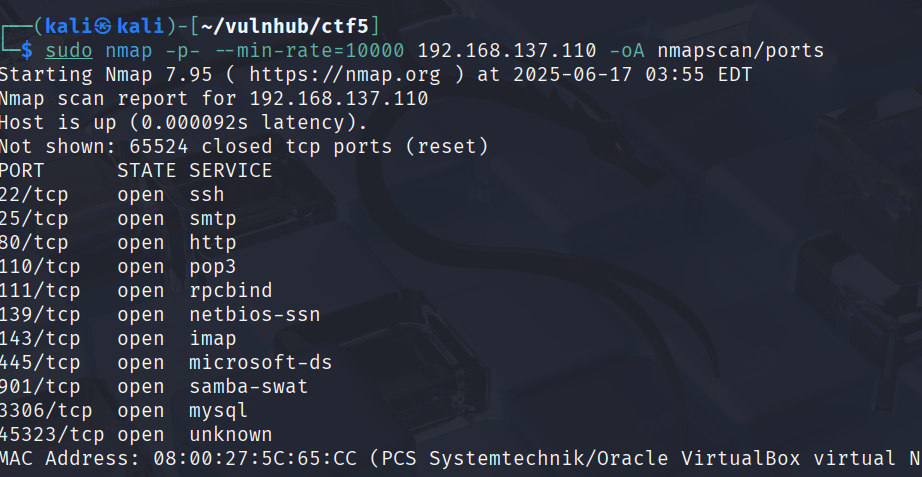 ┌──(kali㉿kali)-[~/vulnhub/ctf5]
└─$ sudo nmap -p- --min-rate=10000 192.168.137.110 -oA nmapscan/ports
Starting Nmap 7.95 ( https://nmap.org ) at 2025-06-17 03:55 EDT
Nmap scan report for 192.168.137.110
Host is up (0.000092s latency).
Not shown: 65524 closed tcp ports (reset)
PORT      STATE SERVICE
22/tcp    open  ssh
25/tcp    open  smtp
80/tcp    open  http
110/tcp   open  pop3
111/tcp   open  rpcbind
139/tcp   open  netbios-ssn
143/tcp   open  imap
445/tcp   open  microsoft-ds
901/tcp   open  samba-swat
3306/tcp  open  mysql
45323/tcp open  unknown
MAC Address: 08:00:27:5C:65:CC (PCS Systemtechnik/Oracle VirtualBox virtual N